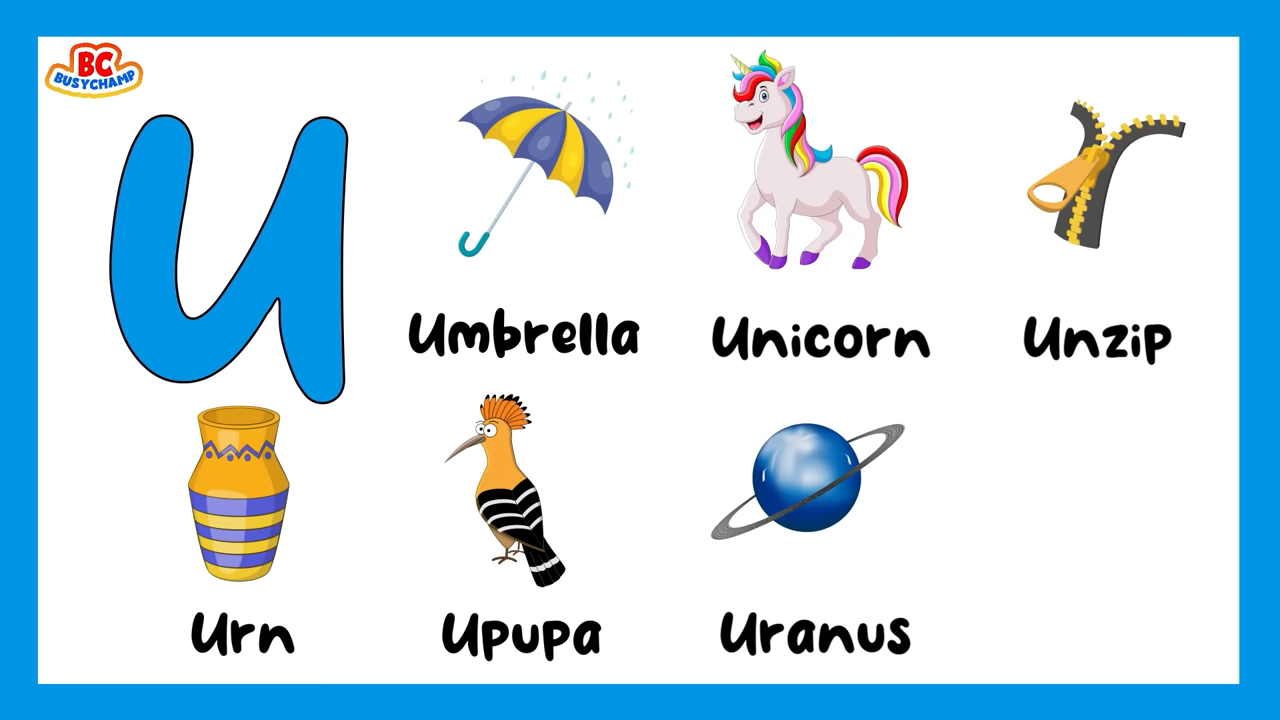 BC
BUSYCHAMP
U
Umbrella
Unicorn
Unzip
Urn
Upupa
Uranus